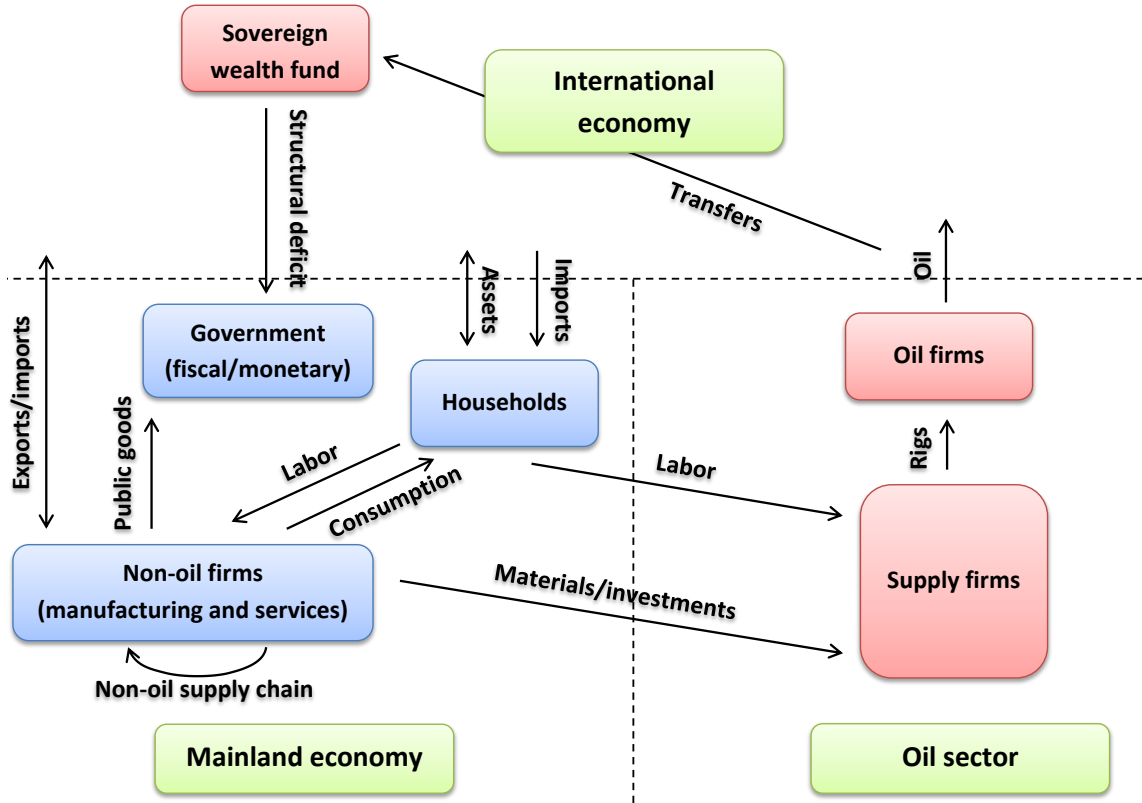 Sovereign
wealth fund
International
economy
Structural deficit
Transfers
Oil
Exports/imports
Assets
Imports
Government
(fiscal/monetary)
Households
Oil firms
Public goods
Labor
Consumption
Labor
Rigs
Non-oil firms
(manufacturing and services)
Materials/investments
Supply firms
Non-oil supply chain
Mainland economy
Oil sector